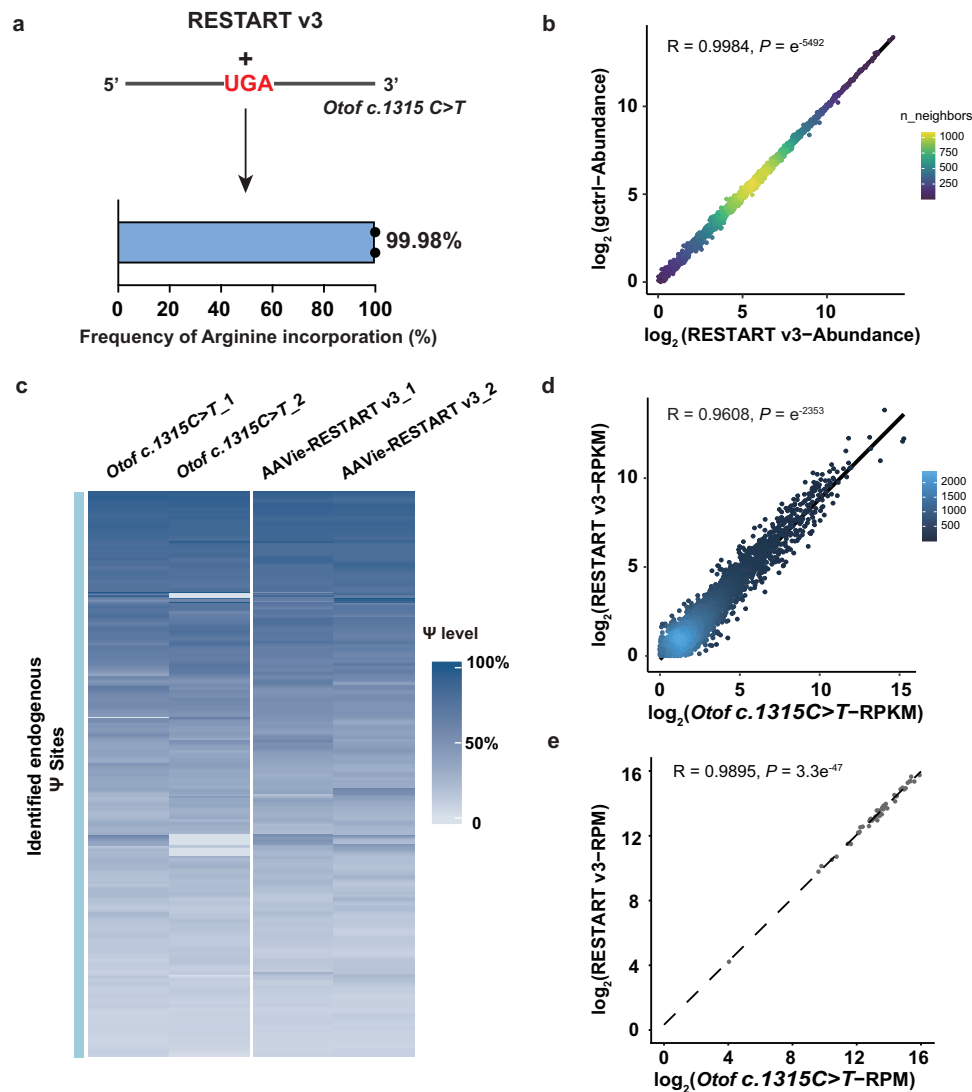 a
RESTART v3
+
5' UGA 3'
Otof c.1315 C>T
99.98%
0 20 40 60 80 100
Frequency of Arginine incorporation (%)
b
R = 0.9984, P = e-5492
log2(gctrl−Abundance)
10
5
0
0 5 10
log2(RESTART v3−Abundance)
n_neighbors
1000
750
500
250
c
Otof c.1315C>T_1
Otof c.1315C>T_2
AAVie-RESTART v3_1
AAVie-RESTART v3_2
Identified endogenous
Ψ Sites
Ψ level
100%
50%
0
d
R = 0.9608, P = e-2353
log2(RESTART v3−RPKM)
10
5
0
0 5 10 15
log2(Otof c.1315C>T−RPKM)
2000
1500
1000
500
e
R = 0.9895, P = 3.3e-47
log2(RESTART v3−RPM)
16
12
8
4
0
0 4 8 12 16
log2(Otof c.1315C>T−RPM)